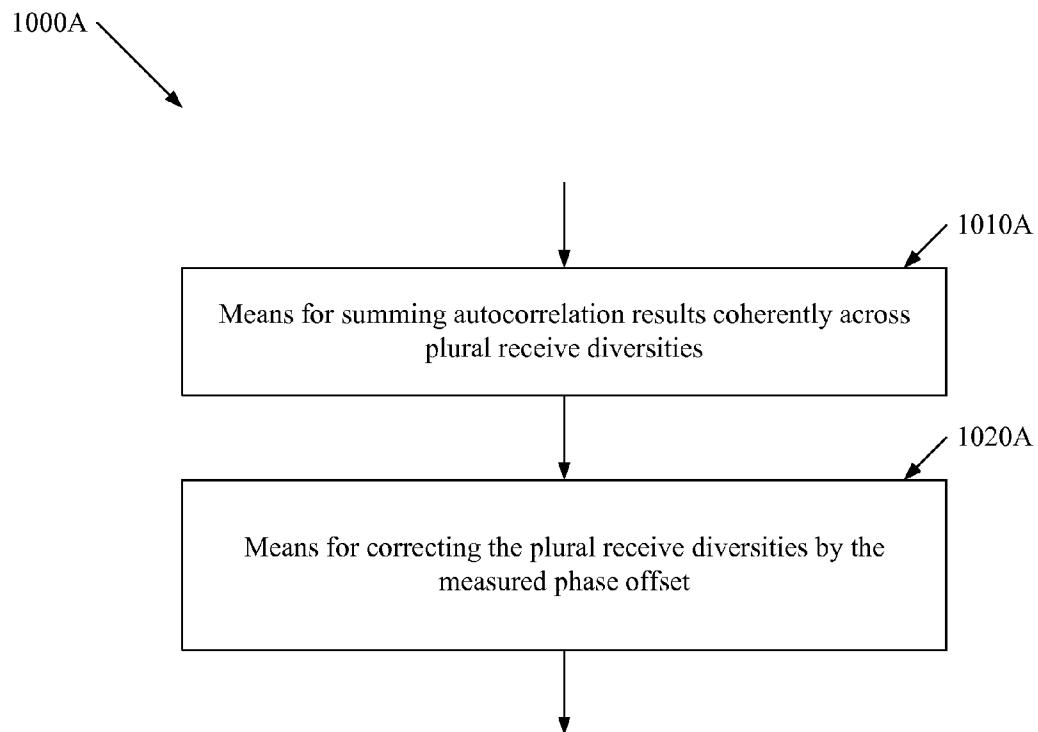 1000A
1010A
Means for summing autocorrelation results coherently across
plural receive diversities
1020A
Means for correcting the plural receive diversities by the
measured phase offset